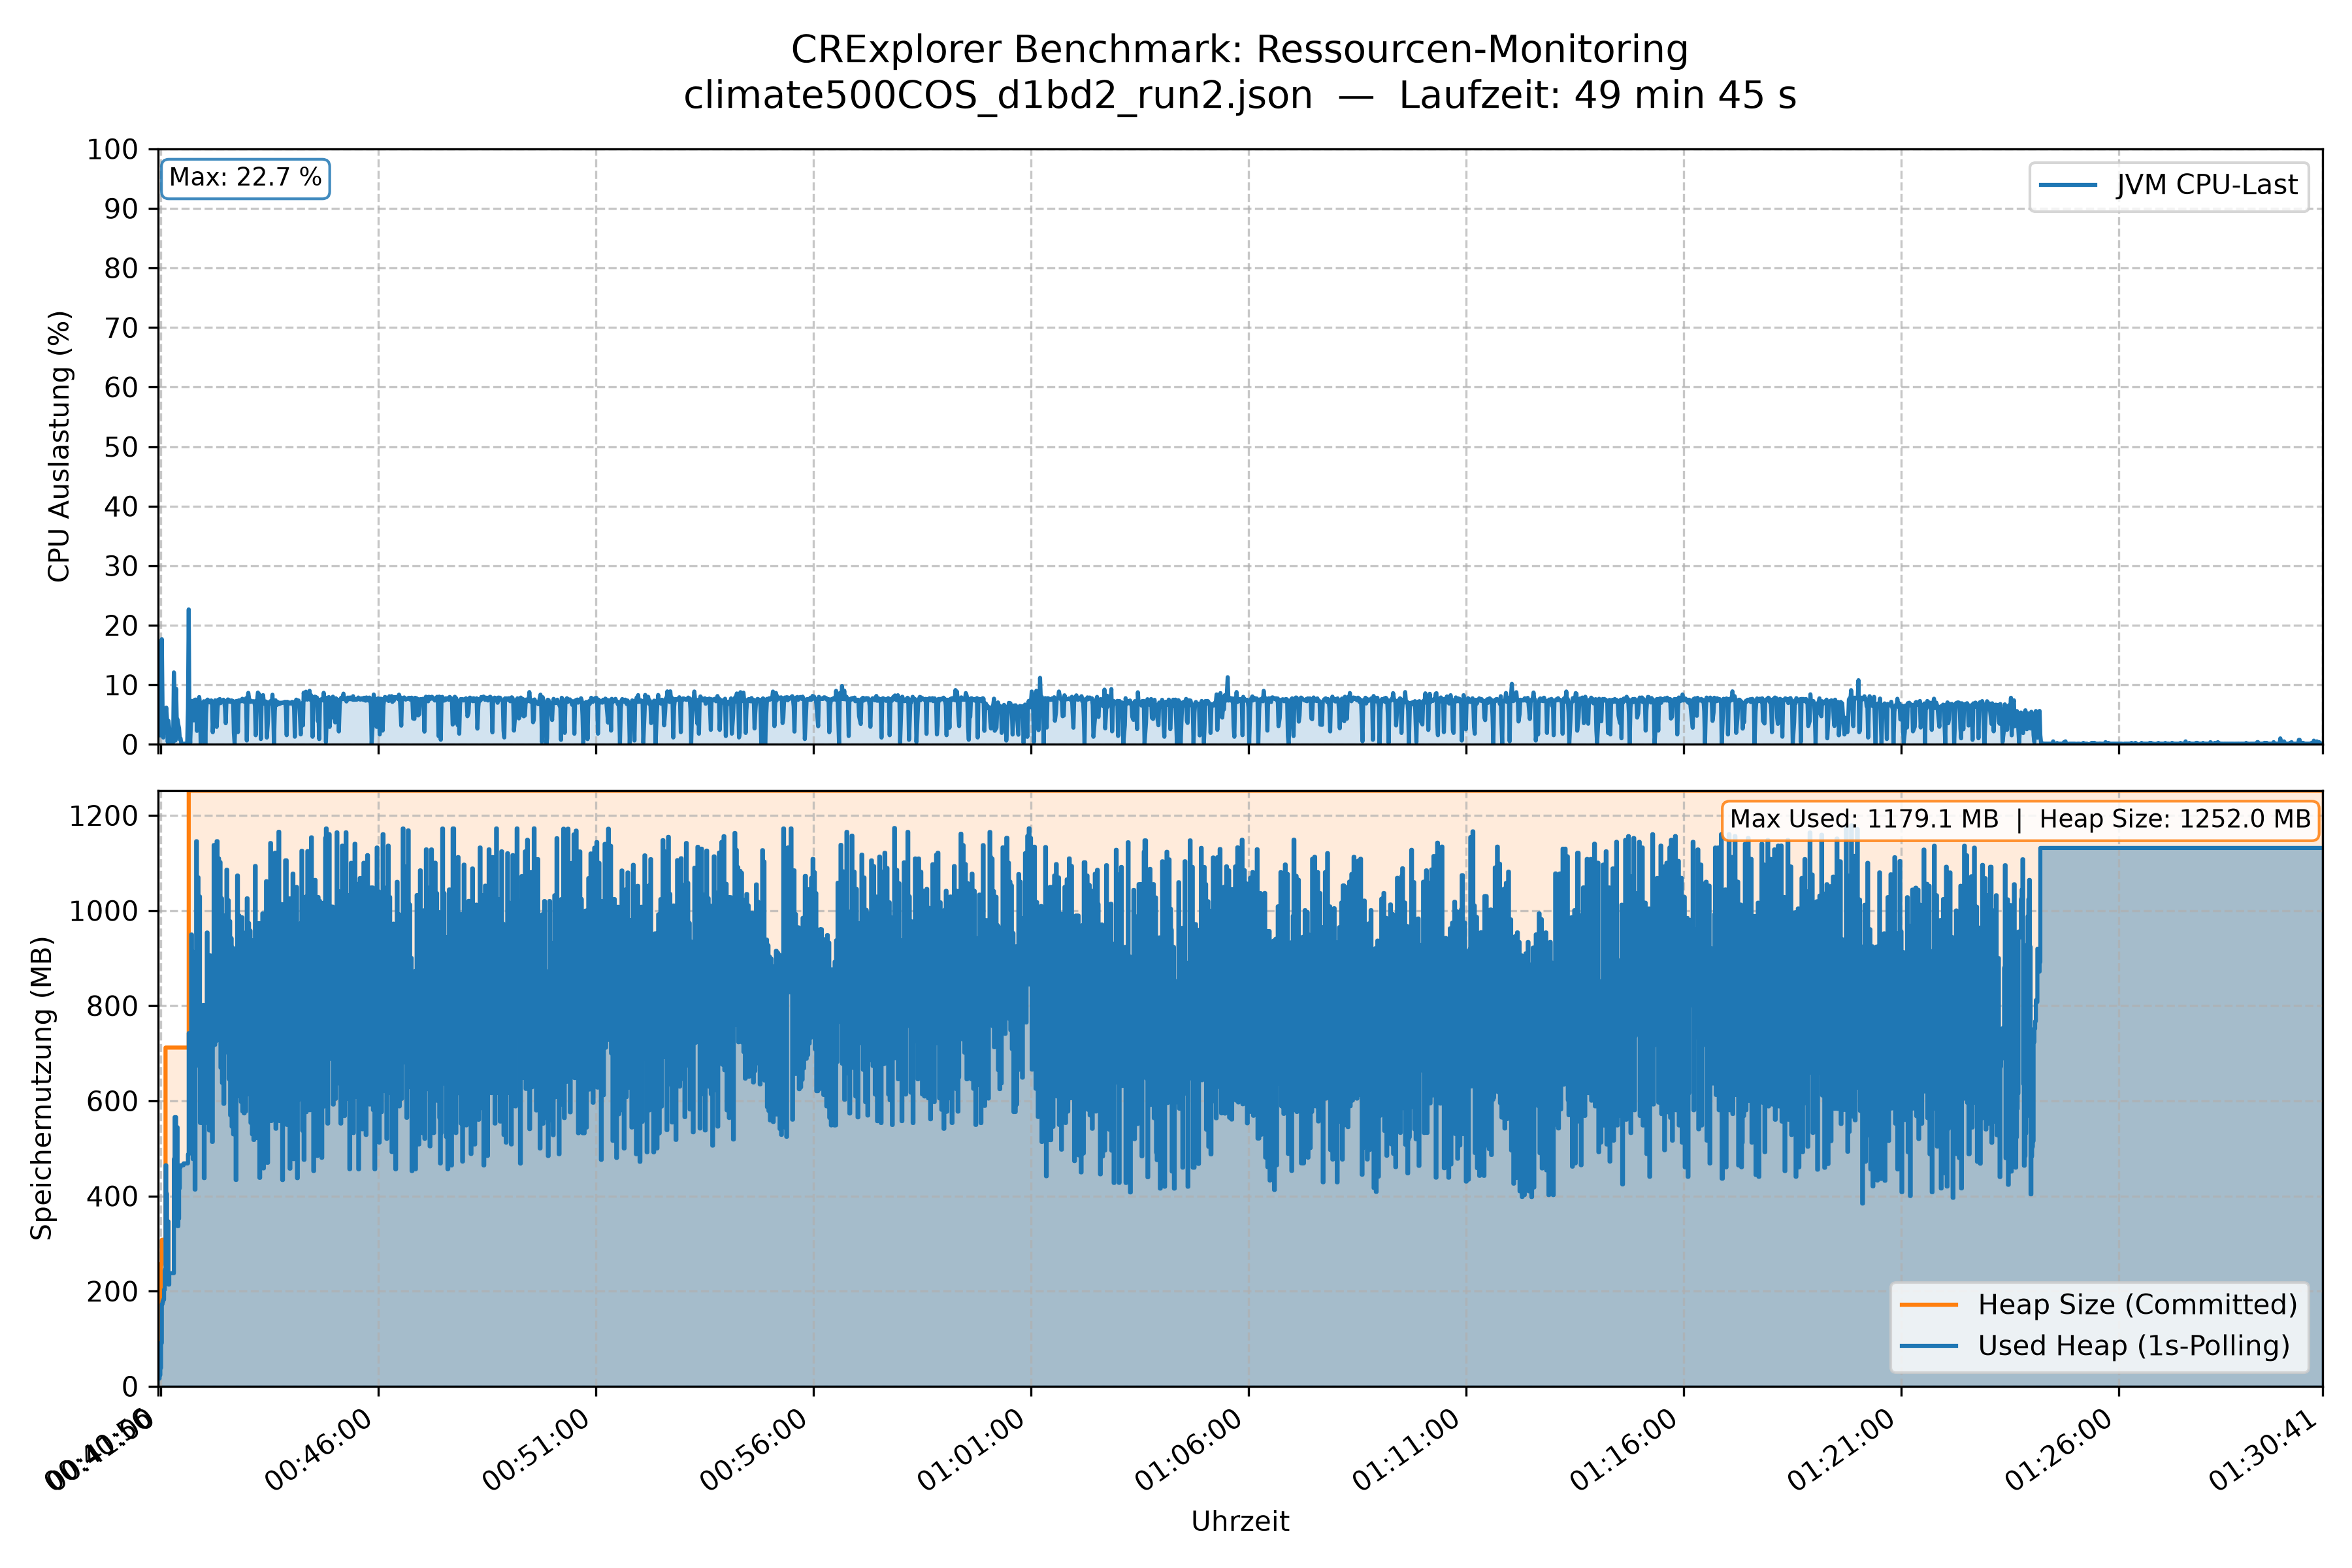 CRExplorer Benchmark: Ressourcen-Monitoring
climate500COS_d1bd2_run2.json — Laufzeit: 49 min 45 s
Max: 22.7 %
JVM CPU-Last
CPU Auslastung (%)
100
90
80
70
60
50
40
30
20
10
0
Max Used: 1179.1 MB | Heap Size: 1252.0 MB
Speichernutzung (MB)
1200
1000
800
600
400
200
0
Heap Size (Committed)
Used Heap (1s-Polling)
00:46:00
00:51:00
00:56:00
01:01:00
01:06:00
01:11:00
01:16:00
01:21:00
01:26:00
01:30:41
Uhrzeit